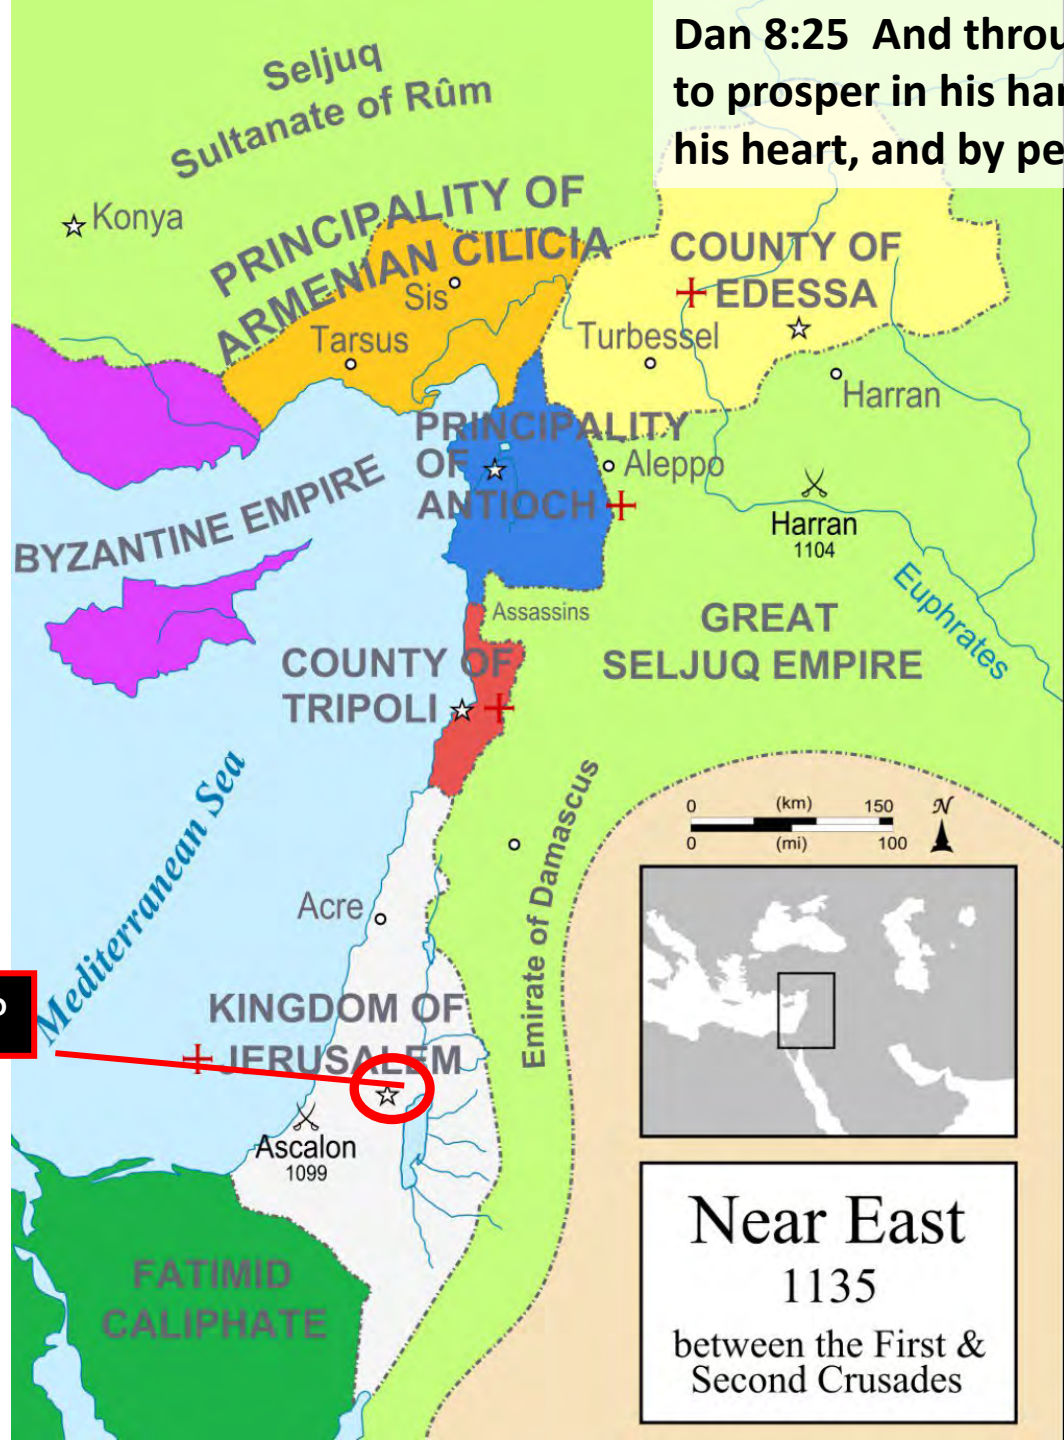 Dan 8:25 And
to prosper in his
his heart, and by
Seljuq
Sultanate of Rûm
Konya
PRINCIPALITY OF
ARMENIAN CILICIA
Sis
Tarsus
COUNTY OF
EDESSA
Turbessel
Harran
PRINCIPALITY
OF
ANTIOCH
Aleppo
Harran
1104
BYZANTINE EMPIRE
Euphrates
Assassins
GREAT
SELJUQ EMPIRE
COUNTY OF
TRIPOLI
Mediterranean Sea
Emirate of Damascus
0 (km) 150
0 (mi) 100
N
Acre
KINGDOM OF
JERUSALEM
Ascalon
1099
FATIMID
CALIPHATE
Near East
1135
between the First &
Second Crusades